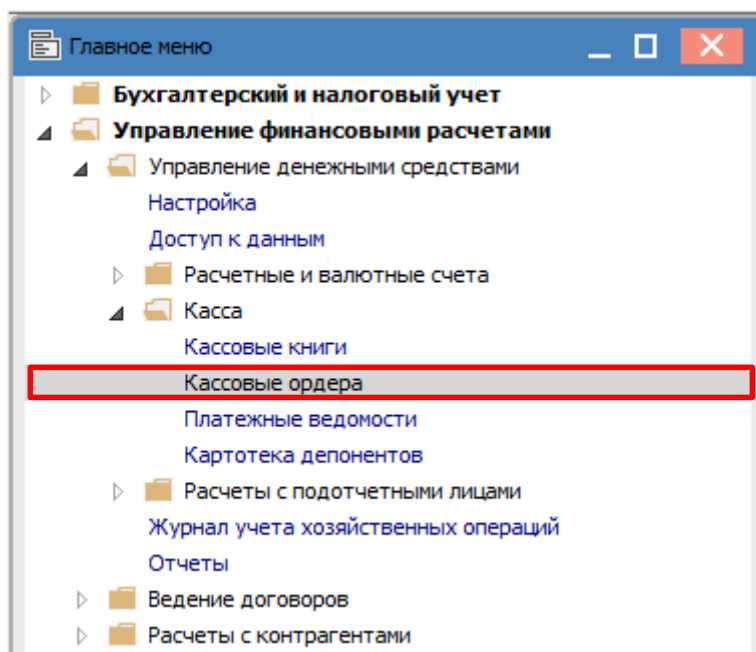 Главное меню
Бухгалтерский и налоговый учет
Управление финансовыми расчетами
Управление денежными средствами
Настройка
Доступ к данным
Расчетные и валютные счета
Касса
Кассовые книги
Кассовые ордера
Платежные ведомости
Картотека депонентов
Расчеты с подотчетными лицами
Журнал учета хозяйственных операций
Отчеты
Ведение договоров
Расчеты с контрагентами